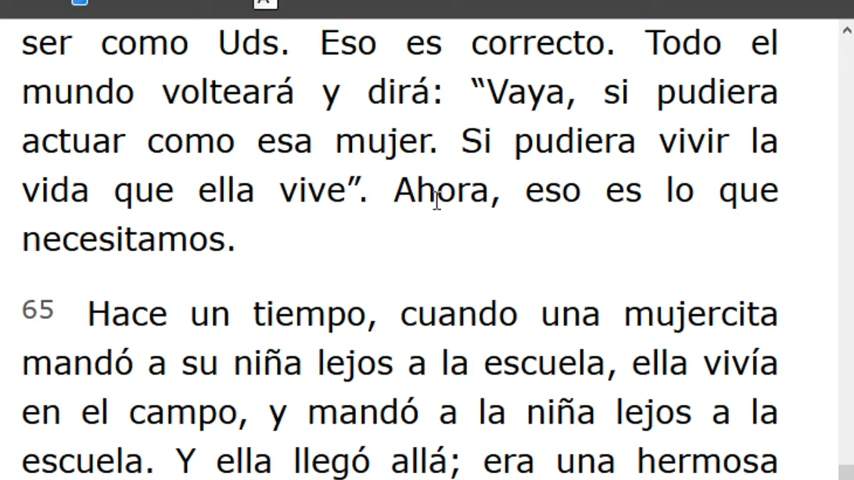 ser como Uds. Eso es correcto. Todo el
mundo volteará y dirá: “Vaya, si pudiera
actuar como esa mujer. Si pudiera vivir la
vida que ella vive”. Ahora, eso es lo que
necesitamos.
65 Hace un tiempo, cuando una mujercita
mandó a su niña lejos a la escuela, ella vivía
en el campo, y mandó a la niña lejos a la
escuela. Y ella llegó allá; era una hermosa